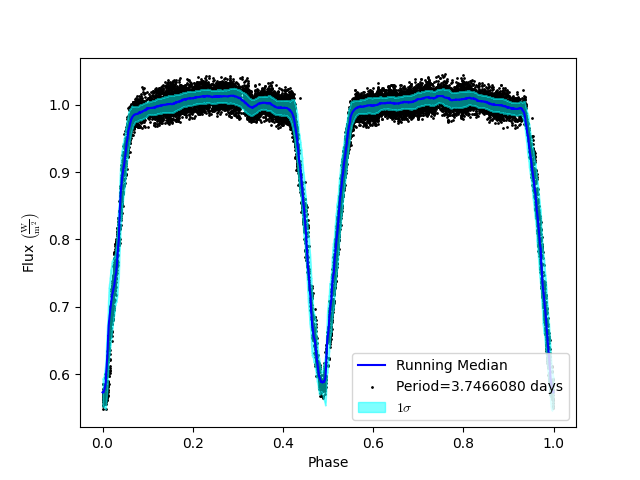 1.0
0.9
0.8
0.7
0.6
Flux (W/m²)
Running Median
Period=3.7466080 days
1σ
0.0 0.2 0.4 0.6 0.8 1.0
Phase